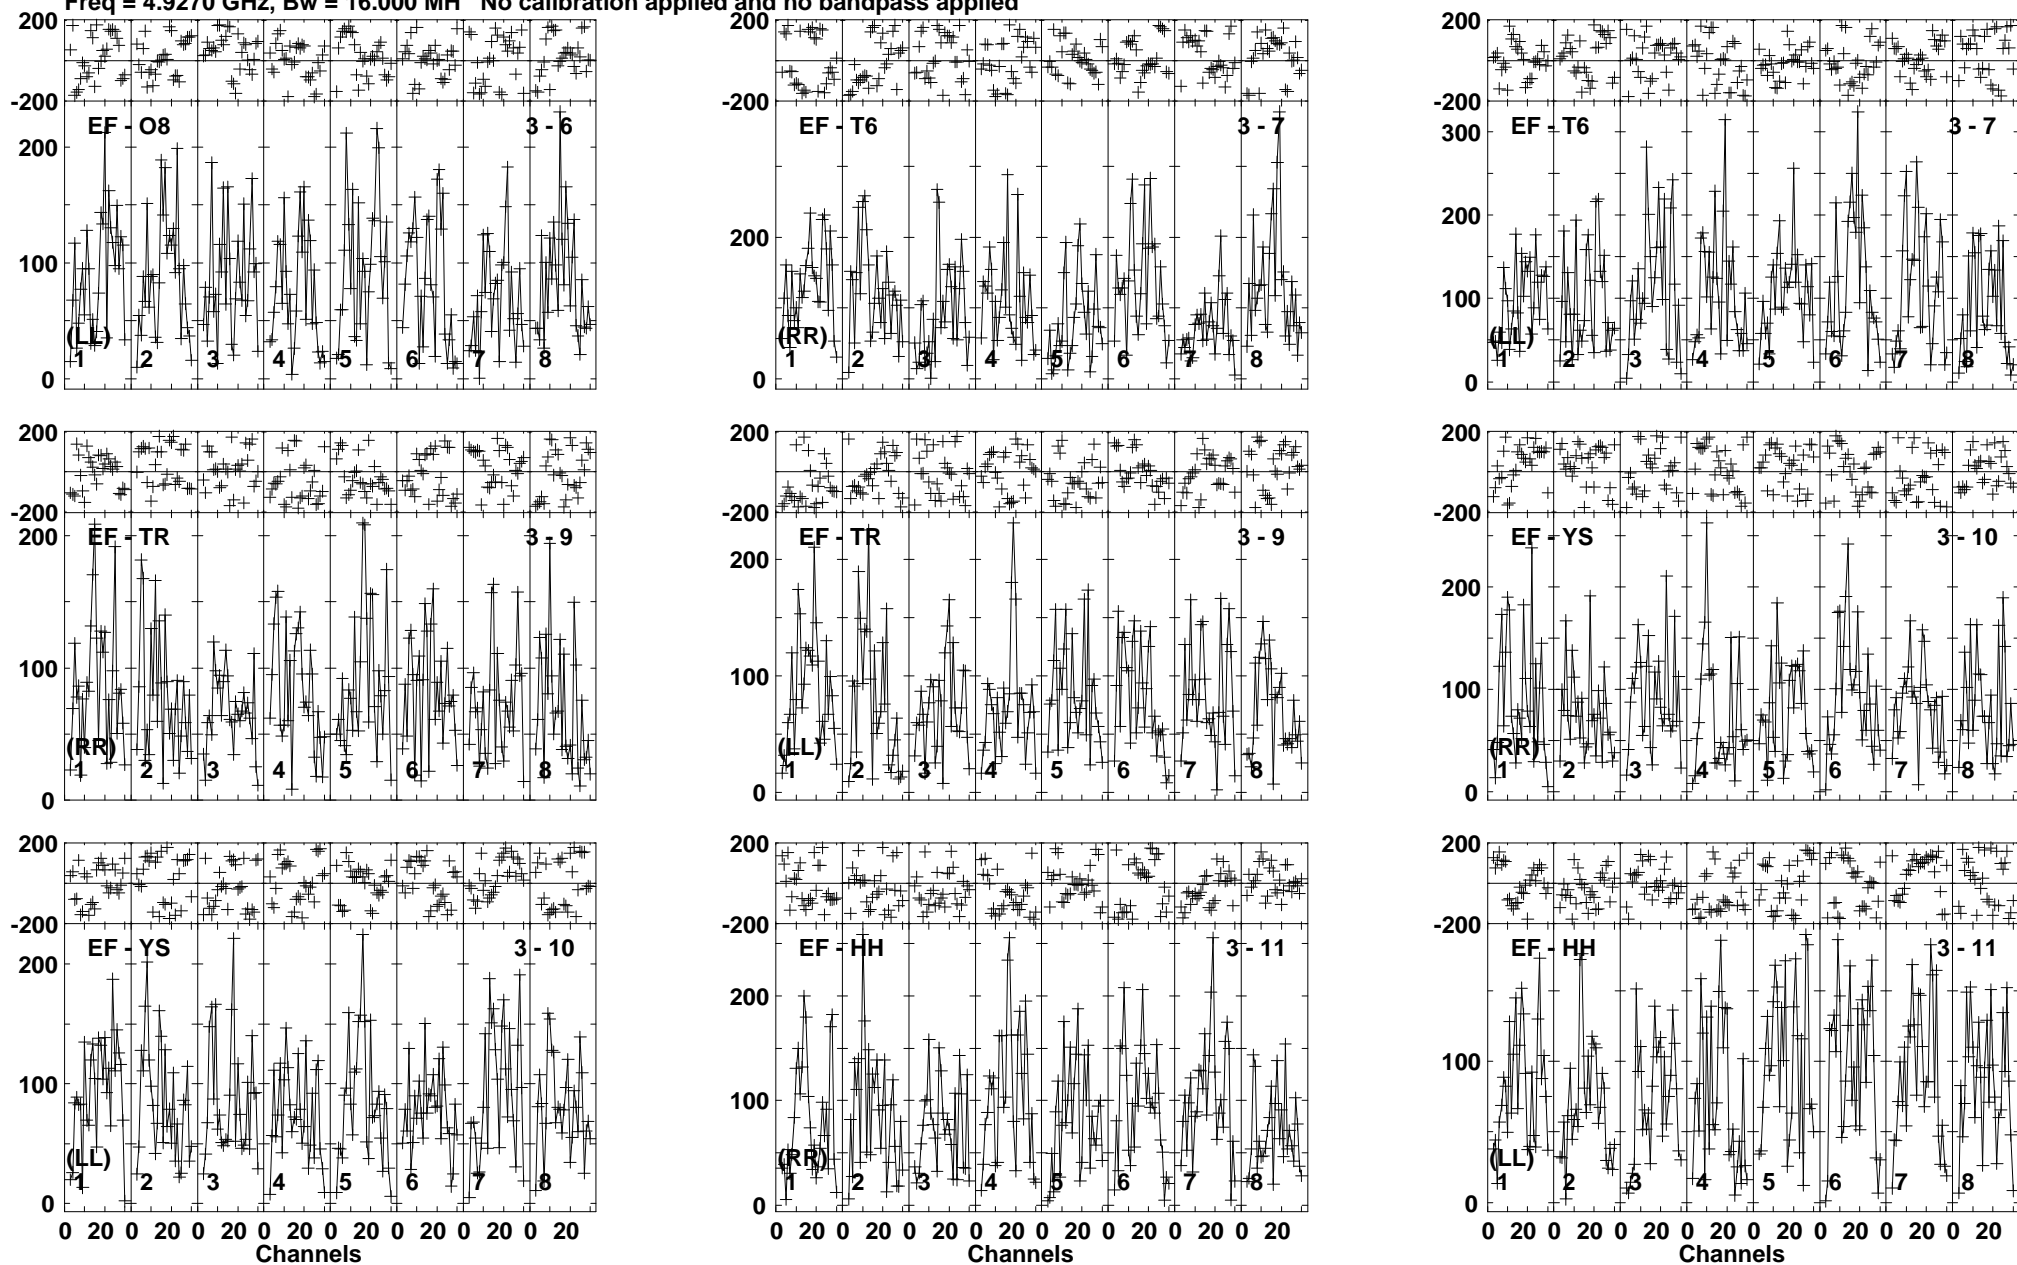 Freq = 4.9270 GHz, Bw = 16.000 MH No calibration applied and no bandpass applied
200 200 200
-200 -200 -200
EF - O8 3 - 6 EF - T6 3 - 7 EF - T6 3 - 7
300
200 200 200
100 100
(LL) (RR) (LL)
1 2 3 4 5 6 7 8 1 2 3 4 5 6 7 8 1 2 3 4 5 6 7 8
0 0 0
200 200 200
-200 -200 -200
EF - TR 3 - 9 EF - TR 3 - 9 EF - YS 3 - 10
200 200 200
100 100 100
(RR) (LL) (RR)
1 2 3 4 5 6 7 8 1 2 3 4 5 6 7 8 1 2 3 4 5 6 7 8
0 0 0
200 200 200
-200 -200 -200
EF - YS 3 - 10 EF - HH 3 - 11 EF - HH 3 - 11
200 200
100 100 100
(LL) (RR) (LL)
1 2 3 4 5 6 7 8 1 2 3 4 5 6 7 8 1 2 3 4 5 6 7 8
0 0 0
0 20 0 20 0 20 0 20 0 20 0 20 0 20 0 20 0 20 0 20 0 20 0 20 0 20 0 20 0 20 0 20 0 20 0 20 0 20 0 20 0 20 0 20 0 20 0 20
Channels Channels Channels